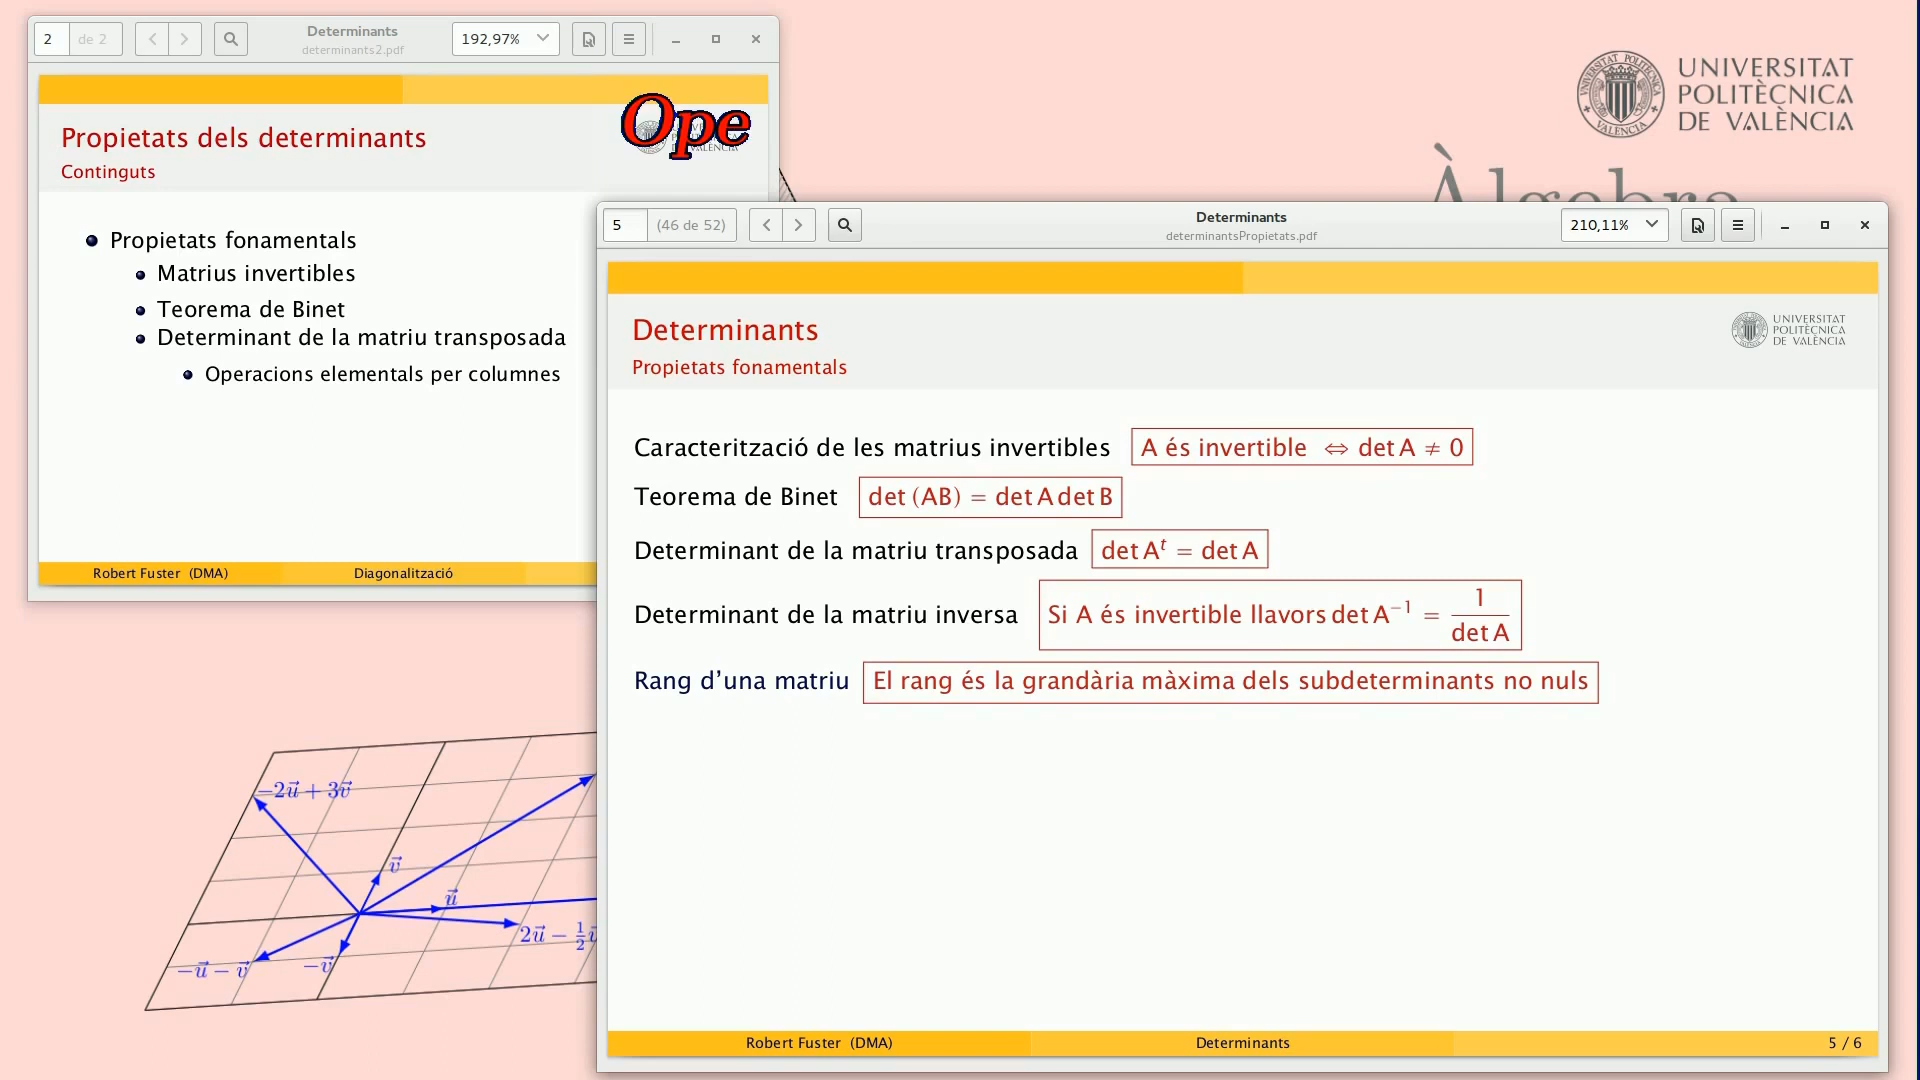 2 de 2
Determinants
determinants2.pdf
192,97%
Propietats dels determinants
Continguts
Ope
Propietats fonamentals
Matrius invertibles
Teorema de Binet
Determinant de la matriu transposada
Operacions elementals per columnes
Robert Fuster (DMA) Diagonalització
UNIVERSITAT
POLITÈCNICA
DE VALÈNCIA
Àlgebra
5 (46 de 52)
Determinants
determinantsPropietats.pdf
210,11%
Determinants
Propietats fonamentals
UNIVERSITAT
POLITÈCNICA
DE VALÈNCIA
Caracterització de les matrius invertibles A és invertible ⇔ det A ≠ 0
Teorema de Binet det (AB) = det A det B
Determinant de la matriu transposada det Aᵗ = det A
Determinant de la matriu inversa Si A és invertible llavors det A⁻¹ = 1/det A
Rang d’una matriu El rang és la grandària màxima dels subdeterminants no nuls
Robert Fuster (DMA) Determinants 5 / 6
−2u⃗ + 3v⃗
v⃗
u⃗
2u⃗ − ½v⃗
−u⃗ − v⃗
−v⃗